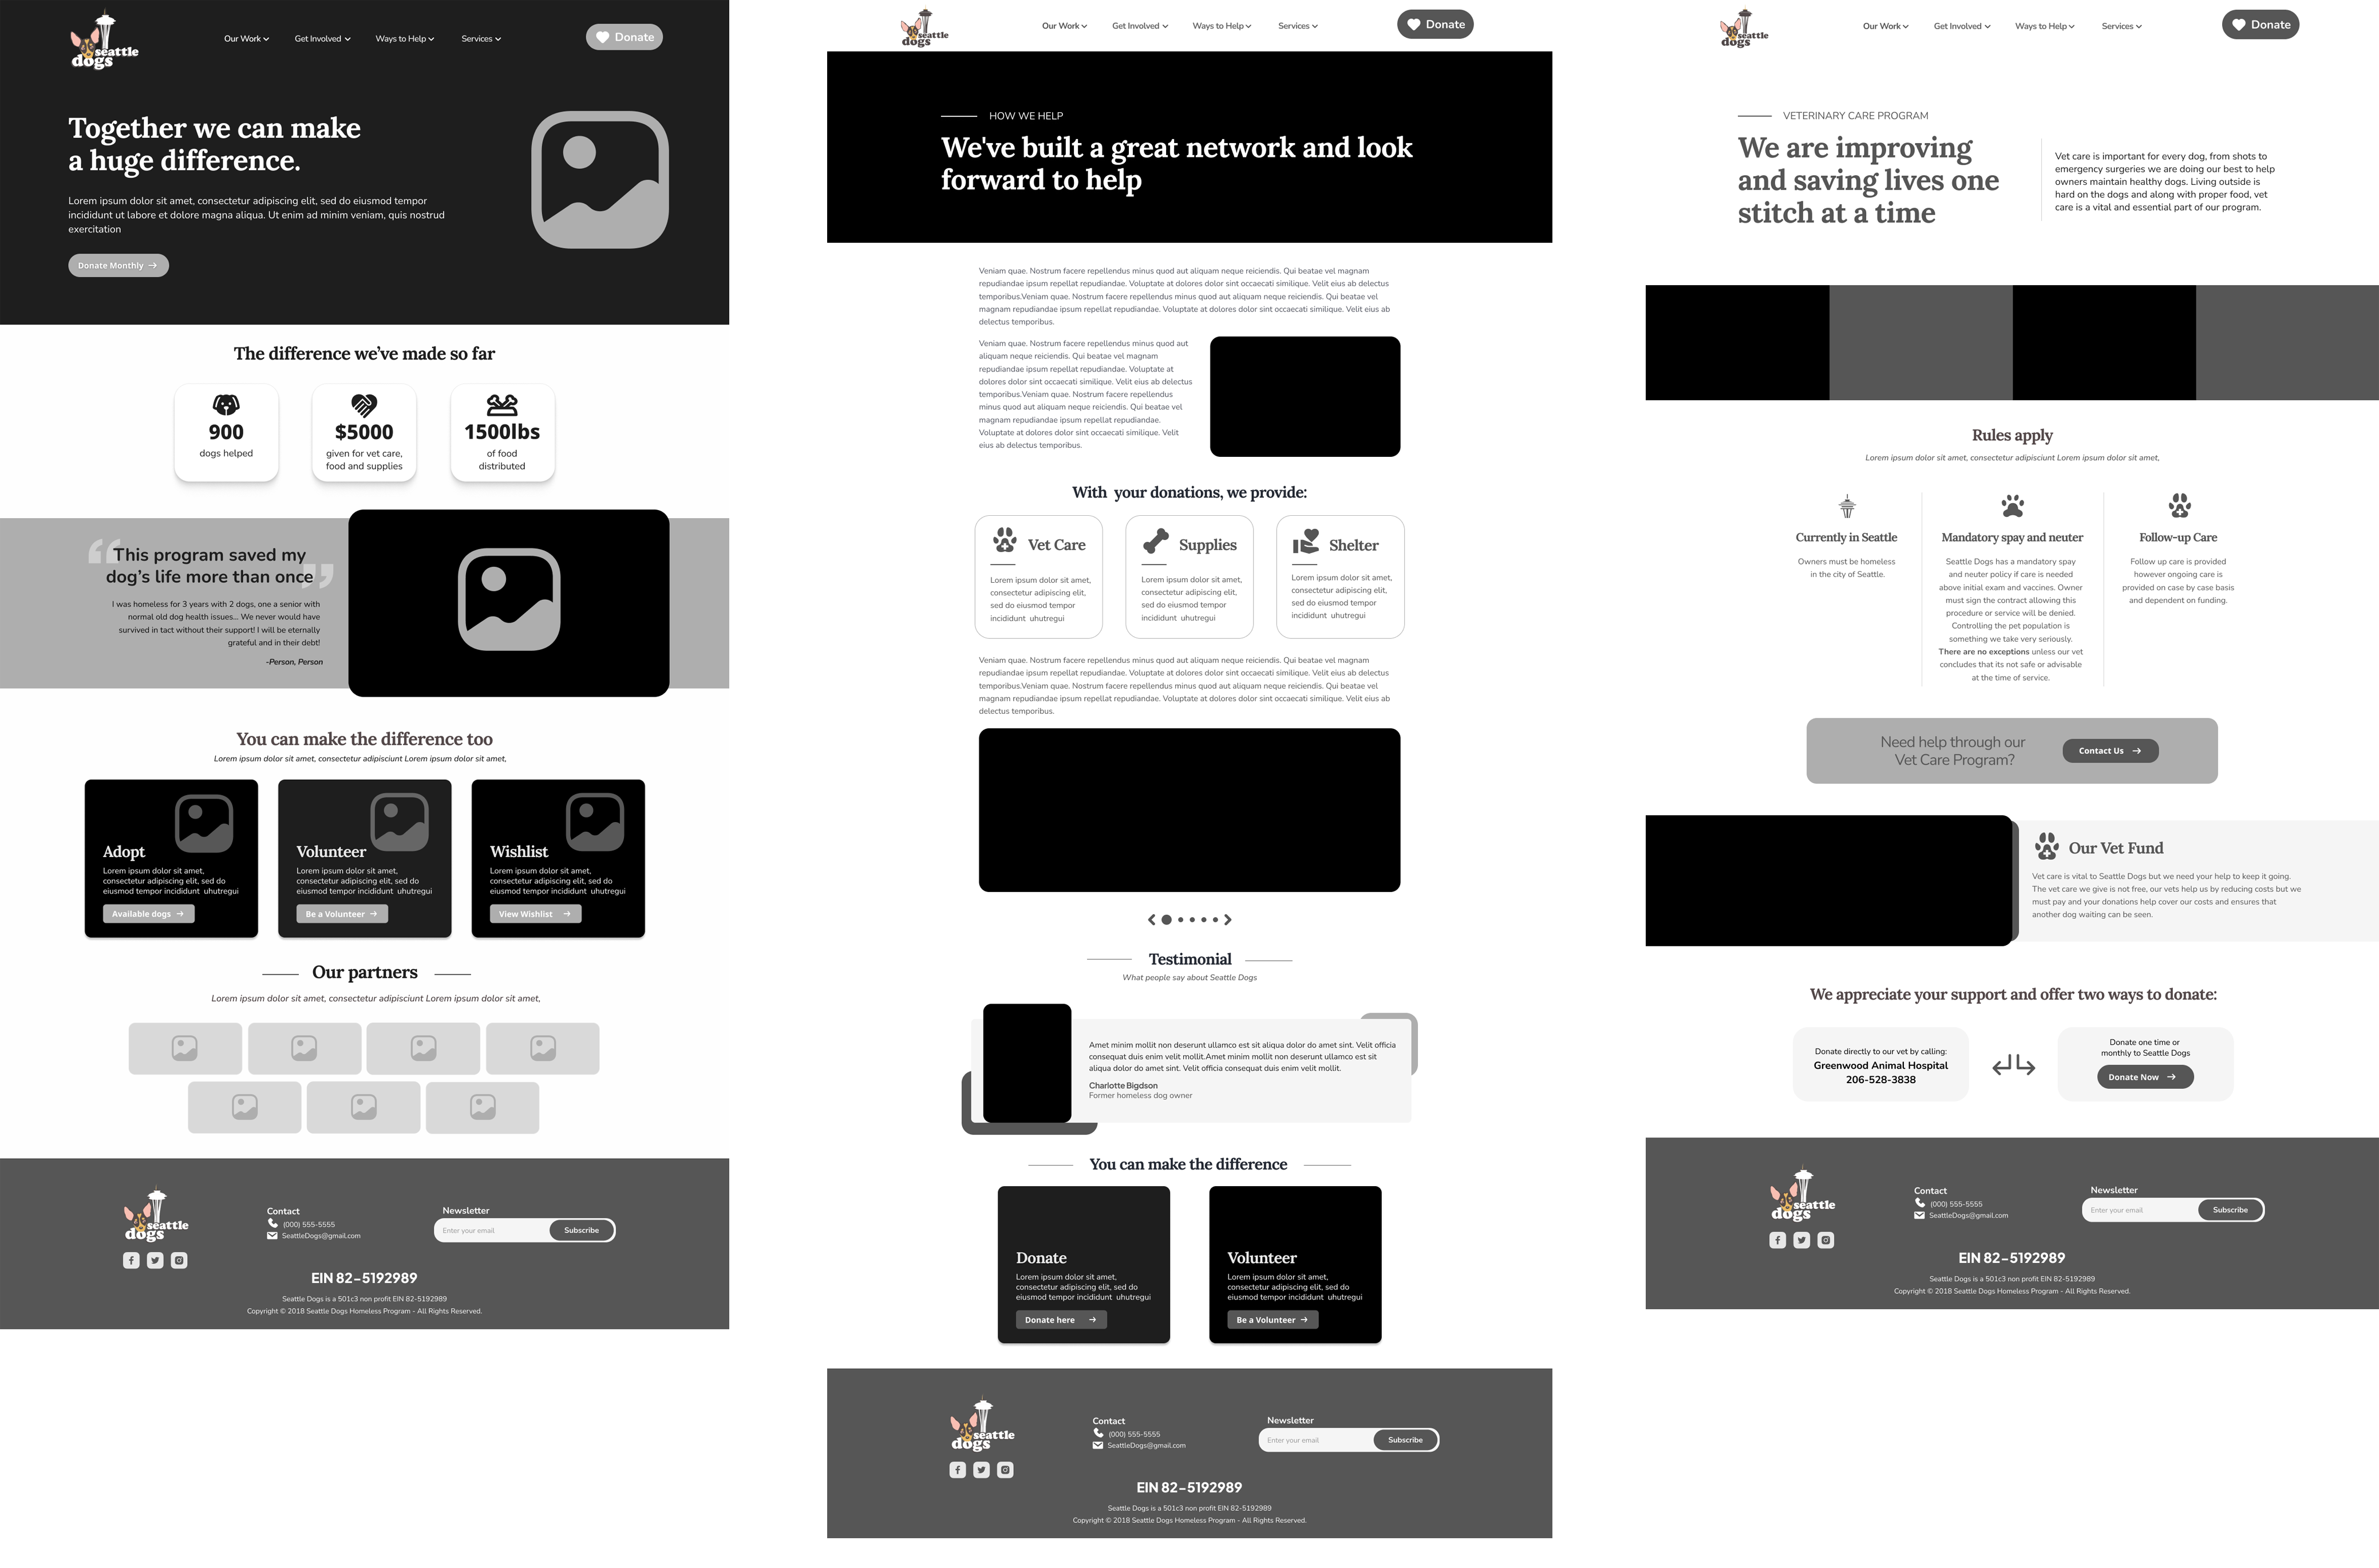 seattle
dogs
Our Work
Get Involved
Ways to Help
Services
Donate
Together we can make
a huge difference.
Lorem ipsum dolor sit amet, consectetur adipiscing elit, sed do eiusmod tempor
incididunt ut labore et dolore magna aliqua. Ut enim ad minim veniam, quis nostrud
exercitation
Donate Monthly
The difference we’ve made so far
900
dogs helped
$5000
given for vet care,
food and supplies
1500lbs
of food
distributed
“This program saved my
dog’s life more than once”
I was homeless for 3 years with 2 dogs, one a senior with
normal old dog health issues... We never would have
survived in tact without their support! I will be eternally
grateful and in their debt!
-Person, Person
You can make the difference too
Lorem ipsum dolor sit amet, consectetur adipisciunt Lorem ipsum dolor sit amet,
Adopt
Lorem ipsum dolor sit amet,
consectetur adipiscing elit, sed do
eiusmod tempor incididunt uhutregui
Available dogs
Volunteer
Lorem ipsum dolor sit amet,
consectetur adipiscing elit, sed do
eiusmod tempor incididunt uhutregui
Be a Volunteer
Wishlist
Lorem ipsum dolor sit amet,
consectetur adipiscing elit, sed do
eiusmod tempor incididunt uhutregui
View Wishlist
Our partners
Lorem ipsum dolor sit amet, consectetur adipisciunt Lorem ipsum dolor sit amet,
seattle
dogs
Contact
(000) 555-5555
SeattleDogs@gmail.com
Newsletter
Enter your email
Subscribe
EIN 82-5192989
Seattle Dogs is a 501c3 non profit EIN 82-5192989
Copyright © 2018 Seattle Dogs Homeless Program - All Rights Reserved.
seattle
dogs
Our Work
Get Involved
Ways to Help
Services
Donate
HOW WE HELP
We've built a great network and look
forward to help
Veniam quae. Nostrum facere repellendus minus quod aut aliquam neque reiciendis. Qui beatae vel magnam
repudiandae ipsum repellat repudiandae. Voluptate at dolores dolor sint occaecati similique. Velit eius ab delectus
temporibus.Veniam quae. Nostrum facere repellendus minus quod aut aliquam neque reiciendis. Qui beatae vel
magnam repudiandae ipsum repellat repudiandae. Voluptate at dolores dolor sint occaecati similique. Velit eius ab
delectus temporibus.
Veniam quae. Nostrum facere repellendus minus quod aut
aliquam neque reiciendis. Qui beatae vel magnam
repudiandae ipsum repellat repudiandae. Voluptate at
dolores dolor sint occaecati similique. Velit eius ab delectus
temporibus.Veniam quae. Nostrum facere repellendus
minus quod aut aliquam neque reiciendis. Qui beatae vel
magnam repudiandae ipsum repellat repudiandae.
Voluptate at dolores dolor sint occaecati similique. Velit
eius ab delectus temporibus.
With your donations, we provide:
Vet Care
Lorem ipsum dolor sit amet,
consectetur adipiscing elit,
sed do eiusmod tempor
incididunt uhutregui
Supplies
Lorem ipsum dolor sit amet,
consectetur adipiscing elit,
sed do eiusmod tempor
incididunt uhutregui
Shelter
Lorem ipsum dolor sit amet,
consectetur adipiscing elit,
sed do eiusmod tempor
incididunt uhutregui
Veniam quae. Nostrum facere repellendus minus quod aut aliquam neque reiciendis. Qui beatae vel magnam
repudiandae ipsum repellat repudiandae. Voluptate at dolores dolor sint occaecati similique. Velit eius ab delectus
temporibus.Veniam quae. Nostrum facere repellendus minus quod aut aliquam neque reiciendis. Qui beatae vel
magnam repudiandae ipsum repellat repudiandae. Voluptate at dolores dolor sint occaecati similique. Velit eius ab
delectus temporibus.
Testimonial
What people say about Seattle Dogs
Amet minim mollit non deserunt ullamco est sit aliqua dolor do amet sint. Velit officia
consequat duis enim velit mollit.Amet minim mollit non deserunt ullamco est sit
aliqua dolor do amet sint. Velit officia consequat duis enim velit mollit.
Charlotte Bigdson
Former homeless dog owner
You can make the difference
Donate
Lorem ipsum dolor sit amet,
consectetur adipiscing elit, sed do
eiusmod tempor incididunt uhutregui
Donate here
Volunteer
Lorem ipsum dolor sit amet,
consectetur adipiscing elit, sed do
eiusmod tempor incididunt uhutregui
Be a Volunteer
seattle
dogs
Contact
(000) 555-5555
SeattleDogs@gmail.com
Newsletter
Enter your email
Subscribe
EIN 82-5192989
Seattle Dogs is a 501c3 non profit EIN 82-5192989
Copyright © 2018 Seattle Dogs Homeless Program - All Rights Reserved.
seattle
dogs
Our Work
Get Involved
Ways to Help
Services
Donate
VETERINARY CARE PROGRAM
We are improving
and saving lives one
stitch at a time
Vet care is important for every dog, from shots to
emergency surgeries we are doing our best to help
owners maintain healthy dogs. Living outside is
hard on the dogs and along with proper food, vet
care is a vital and essential part of our program.
Rules apply
Lorem ipsum dolor sit amet, consectetur adipisciunt Lorem ipsum dolor sit amet,
Currently in Seattle
Owners must be homeless
in the city of Seattle.
Mandatory spay and neuter
Seattle Dogs has a mandatory spay
and neuter policy if care is needed
above initial exam and vaccines. Owner
must sign the contract allowing this
procedure or service will be denied.
Controlling the pet population is
something we take very seriously.
There are no exceptions unless our vet
concludes that its not safe or advisable
at the time of service.
Follow-up Care
Follow up care is provided
however ongoing care is
provided on case by case basis
and dependent on funding.
Need help through our
Vet Care Program?
Contact Us
Our Vet Fund
Vet care is vital to Seattle Dogs but we need your help to keep it going.
The vet care we give is not free, our vets help us by reducing costs but we
must pay and your donations help cover our costs and ensures that
another dog waiting can be seen.
We appreciate your support and offer two ways to donate:
Donate directly to our vet by calling:
Greenwood Animal Hospital
206-528-3838
Donate one time or
monthly to Seattle Dogs
Donate Now
seattle
dogs
Contact
(000) 555-5555
SeattleDogs@gmail.com
Newsletter
Enter your email
Subscribe
EIN 82-5192989
Seattle Dogs is a 501c3 non profit EIN 82-5192989
Copyright © 2018 Seattle Dogs Homeless Program - All Rights Reserved.